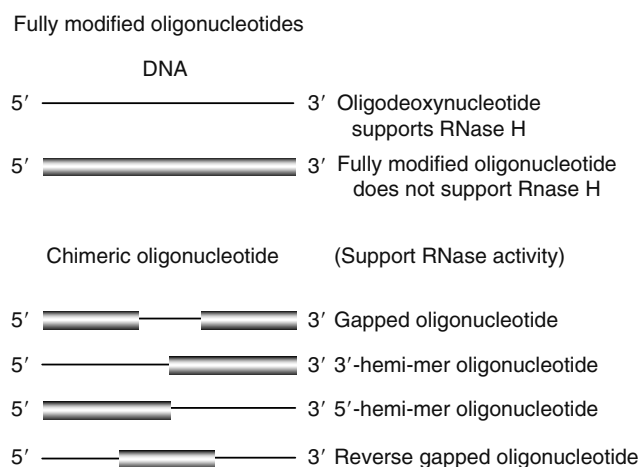 Fully modified oligonucleotides
DNA
5′ 3′ Oligodeoxynucleotide
supports RNase H
5′ 3′ Fully modified oligonucleotide
does not support Rnase H
Chimeric oligonucleotide (Support RNase activity)
5′ 3′ Gapped oligonucleotide
5′ 3′ 3′-hemi-mer oligonucleotide
5′ 3′ 5′-hemi-mer oligonucleotide
5′ 3′ Reverse gapped oligonucleotide